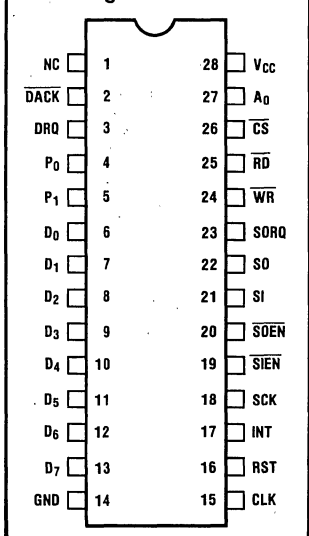 NC 1 28 VCC
DACK 2 27 A0
DRQ 3 26 CS
P0 4 25 RD
P1 5 24 WR
D0 6 23 SORQ
D1 7 22 SO
D2 8 21 SI
D3 9 20 SOEN
D4 10 19 SIEN
D5 11 18 SCK
D6 12 17 INT
D7 13 16 RST
GND 14 15 CLK